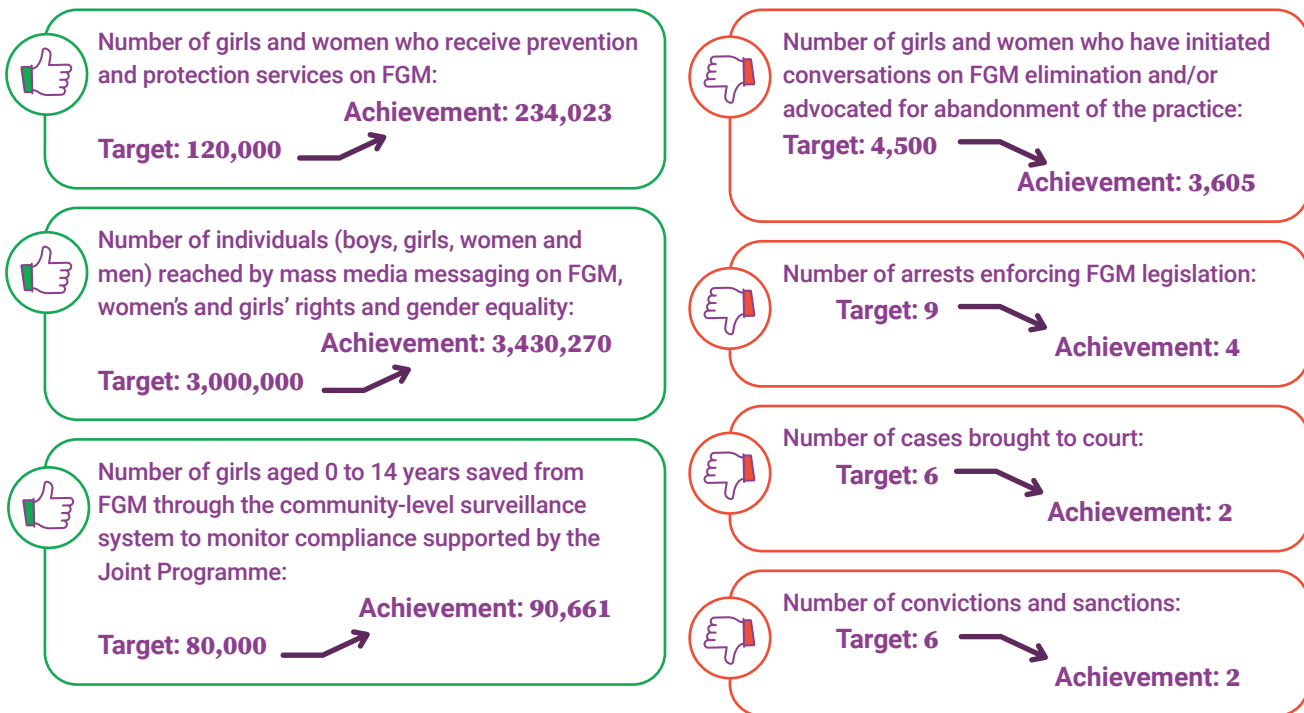 Number of girls and women who receive prevention
and protection services on FGM:
Achievement: 234,023
Target: 120,000
Number of individuals (boys, girls, women and
men) reached by mass media messaging on FGM,
women's and girls' rights and gender equality:
Achievement: 3,430,270
Target: 3,000,000
Number of girls aged 0 to 14 years saved from
FGM through the community-level surveillance
system to monitor compliance supported by the
Joint Programme:
Achievement: 90,661
Target: 80,000
Number of girls and women who have initiated
conversations on FGM elimination and/or
advocated for abandonment of the practice:
Target: 4,500
Achievement: 3,605
Number of arrests enforcing FGM legislation:
Target: 9
Achievement: 4
Number of cases brought to court:
Target: 6
Achievement: 2
Number of convictions and sanctions:
Target: 6
Achievement: 2